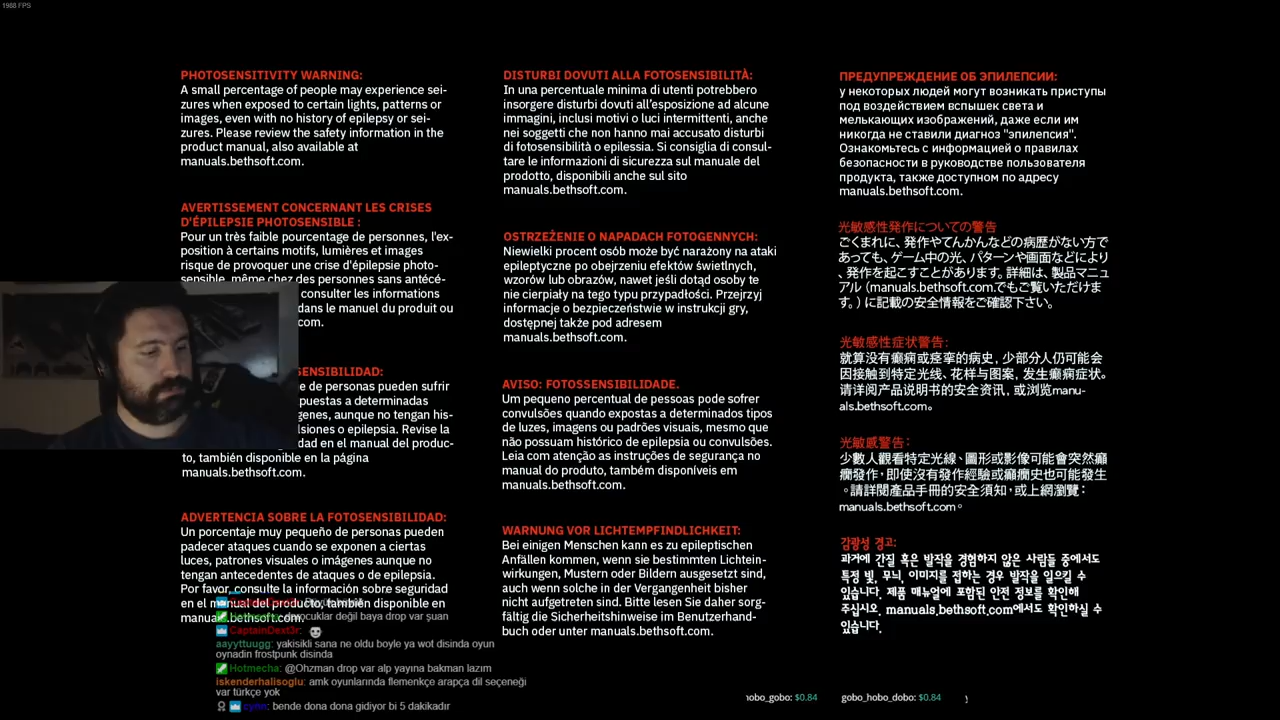 1988 FPS
PHOTOSENSITIVITY WARNING:
A small percentage of people may experience sei-
zures when exposed to certain lights, patterns or
images, even with no history of epilepsy or sei-
zures. Please review the safety information in the
product manual, also available at
manuals.bethsoft.com.
AVERTISSEMENT CONCERNANT LES CRISES
D'ÉPILEPSIE PHOTOSENSIBLE :
Pour un très faible pourcentage de personnes, l'ex-
position à certains motifs, lumières et images
risque de provoquer une crise d'épilepsie photo-
sensible, même chez des personnes sans antécé-
consulter les informations
dans le manuel du produit ou
com.
SENSIBILIDAD:
e de personas pueden sufrir
puestas a determinadas
genes, aunque no tengan his-
lsiones o epilepsia. Revise la
dad en el manual del produc-
to, también disponible en la página
manuals.bethsoft.com.
ADVERTENCIA SOBRE LA FOTOSENSIBILIDAD:
Un porcentaje muy pequeño de personas pueden
padecer ataques cuando se exponen a ciertas
luces, patrones visuales o imágenes aunque no
tengan antecedentes de ataques o de epilepsia.
Por favor, consulte la información sobre seguridad
en el manual del producto, también disponible en
manuals.bethsoft.com.
DISTURBI DOVUTI ALLA FOTOSENSIBILITÀ:
In una percentuale minima di utenti potrebbero
insorgere disturbi dovuti all'esposizione ad alcune
immagini, inclusi motivi o luci intermittenti, anche
nei soggetti che non hanno mai accusato disturbi
di fotosensibilità o epilessia. Si consiglia di consul-
tare le informazioni di sicurezza sul manuale del
prodotto, disponibili anche sul sito
manuals.bethsoft.com.
OSTRZEŻENIE O NAPADACH FOTOGENNYCH:
Niewielki procent osób może być narażony na ataki
epileptyczne po obejrzeniu efektów świetlnych,
wzorów lub obrazów, nawet jeśli dotąd osoby te
nie cierpiały na tego typu przypadłości. Przejrzyj
informacje o bezpieczeństwie w instrukcji gry,
dostępnej także pod adresem
manuals.bethsoft.com.
AVISO: FOTOSSENSIBILIDADE.
Um pequeno percentual de pessoas pode sofrer
convulsões quando expostas a determinados tipos
de luzes, imagens ou padrões visuais, mesmo que
não possuam histórico de epilepsia ou convulsões.
Leia com atenção as instruções de segurança no
manual do produto, também disponíveis em
manuals.bethsoft.com.
WARNUNG VOR LICHTEMPFINDLICHKEIT:
Bei einigen Menschen kann es zu epileptischen
Anfällen kommen, wenn sie bestimmten Lichtein-
wirkungen, Mustern oder Bildern ausgesetzt sind,
auch wenn solche in der Vergangenheit bisher
nicht aufgetreten sind. Bitte lesen Sie daher sorg-
fältig die Sicherheitshinweise im Benutzerhand-
buch oder unter manuals.bethsoft.com.
ПРЕДУПРЕЖДЕНИЕ ОБ ЭПИЛЕПСИИ:
у некоторых людей могут возникать приступы
под воздействием вспышек света и
мелькающих изображений, даже если им
никогда не ставили диагноз "эпилепсия".
Ознакомьтесь с информацией о правилах
безопасности в руководстве пользователя
продукта, также доступном по адресу
manuals.bethsoft.com.
光敏感性発作についての警告
ごくまれに、発作やてんかんなどの病歴がない方で
あっても、ゲーム中の光、パターンや画面などにより
、発作を起こすことがあります。詳細は、製品マニュ
アル（manuals.bethsoft.comでもご覧いただけま
す。）に記載の安全情報をご確認下さい。
光敏感性症状警告:
就算没有癫痫或痉挛的病史，少部分人仍可能会
因接触到特定光线、花样与图案，发生癫痫症状。
请详阅产品说明书的安全资讯，或浏览manu-
als.bethsoft.com。
光敏感警告：
少數人觀看特定光線、圖形或影像可能會突然癲
癇發作，即使沒有發作經驗或癲癇史也可能發生
。請詳閱產品手冊的安全須知，或上網瀏覽：
manuals.bethsoft.com。
감광성 경고:
과거에 간질 혹은 발작을 경험하지 않은 사람들 중에서도
특정 빛, 무늬, 이미지를 접하는 경우 발작을 일으킬 수
있습니다. 제품 매뉴얼에 포함된 안전 정보를 확인해
주십시오. manuals.bethsoft.com에서도 확인하실 수
있습니다.
çocuklar değil baya drop var şuan
CaptainDext3r:
aayyttuugg: yakisikli sana ne oldu boyle ya wot disinda oyun
oynadin frostpunk disinda
Hotmecha: @Ohzman drop var alp yayına bakman lazım
iskenderhalisoglu: amk oyunlarında flemenkçe arapça dil seçeneği
var türkçe yok
bende dona dona gidiyor bi 5 dakikadır
hobo_gobo: $0.84
gobo_hobo_dobo: $0.84